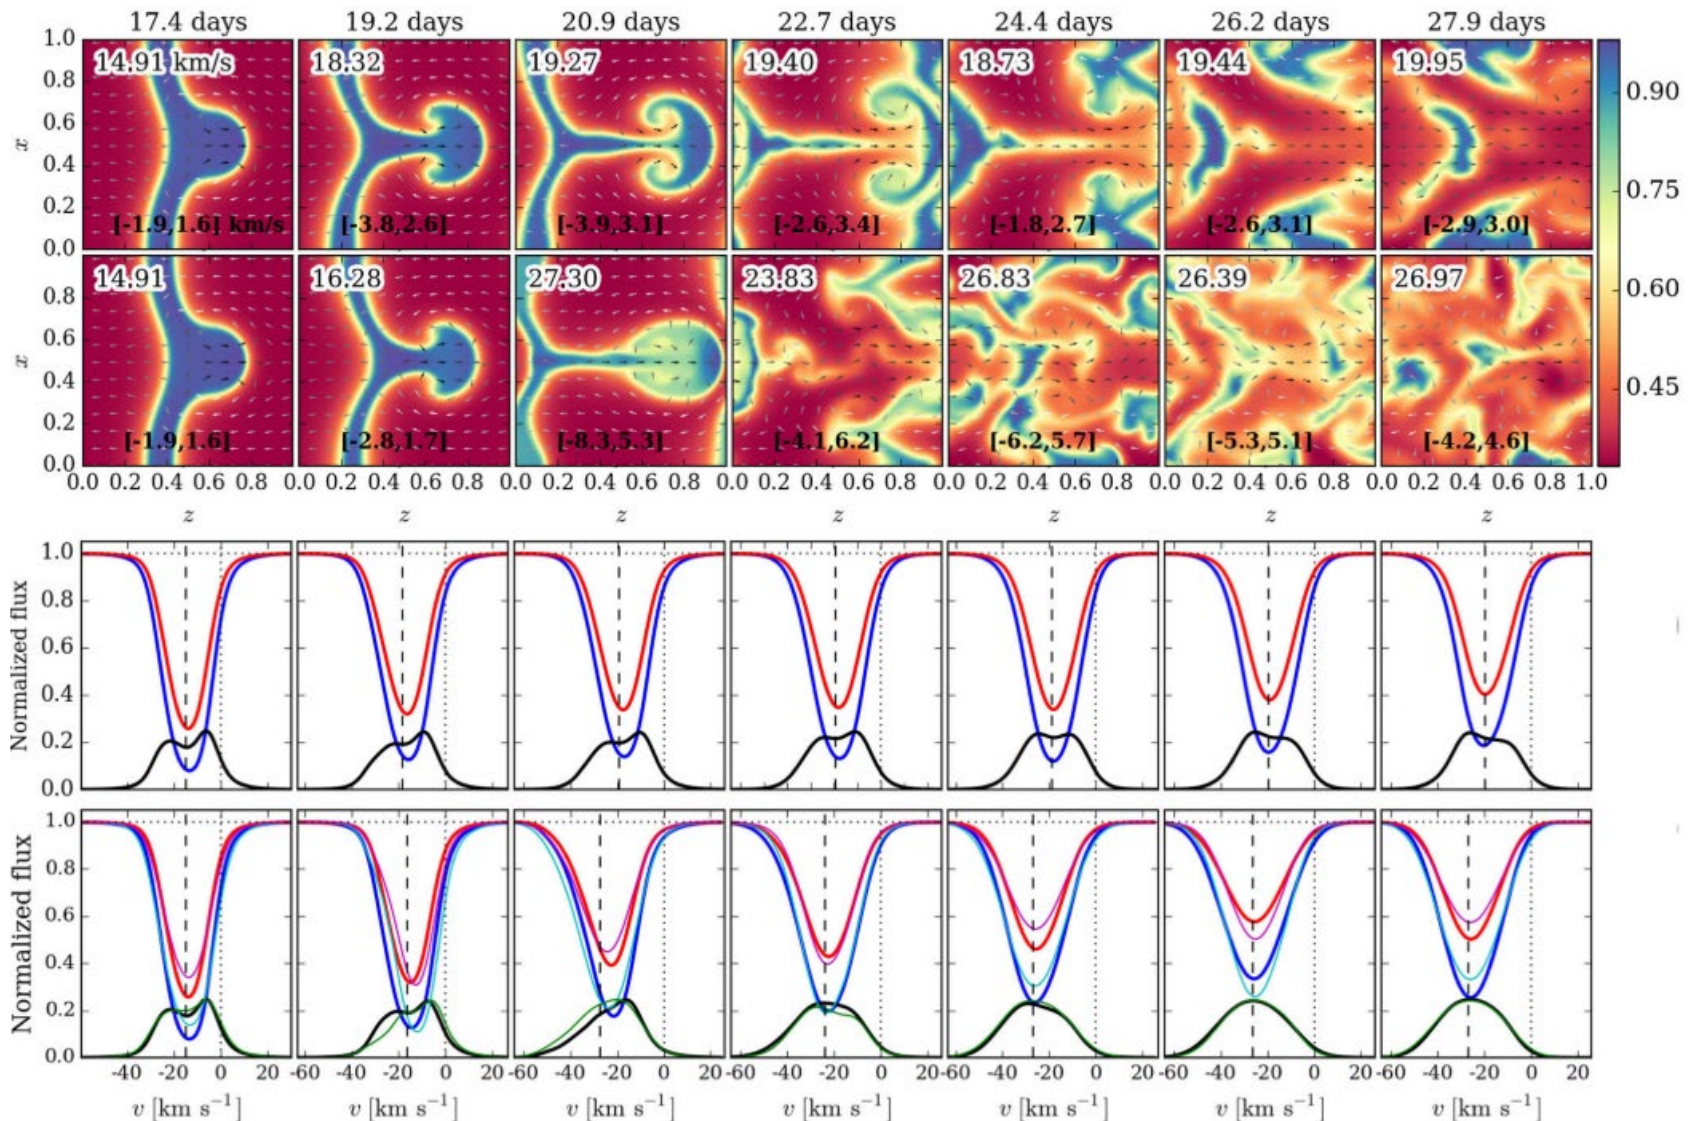 17.4 days 19.2 days 20.9 days 22.7 days 24.4 days 26.2 days 27.9 days
1.0
14.91 km/s 18.32 19.27 19.40 18.73 19.44 19.95
0.90
0.8
0.6
x
0.4
0.75
0.2
[-1.9,1.6] km/s [-3.8,2.6] [-3.9,3.1] [-2.6,3.4] [-1.8,2.7] [-2.6,3.1] [-2.9,3.0]
0.0
14.91 16.28 27.30 23.83 26.83 26.39 26.97
0.60
0.8
0.6
x
0.4
0.45
0.2
[-1.9,1.6] [-2.8,1.7] [-8.3,5.3] [-4.1,6.2] [-6.2,5.7] [-5.3,5.1] [-4.2,4.6]
0.0
0.0 0.2 0.4 0.6 0.8 0.0 0.2 0.4 0.6 0.8 0.0 0.2 0.4 0.6 0.8 0.0 0.2 0.4 0.6 0.8 0.0 0.2 0.4 0.6 0.8 0.0 0.2 0.4 0.6 0.8 0.0 0.2 0.4 0.6 0.8 1.0
z z z z z z z
1.0
0.8
0.6
Normalized flux
0.4
0.2
0.0
1.0
0.8
0.6
Normalized flux
0.4
0.2
0.0
-40 -20 0 20 -40 -20 0 20 -60 -40 -20 0 20 -60 -40 -20 0 20 -60 -40 -20 0 20 -60 -40 -20 0 20 -60 -40 -20 0 20
v [km s⁻¹] v [km s⁻¹] v [km s⁻¹] v [km s⁻¹] v [km s⁻¹] v [km s⁻¹] v [km s⁻¹]